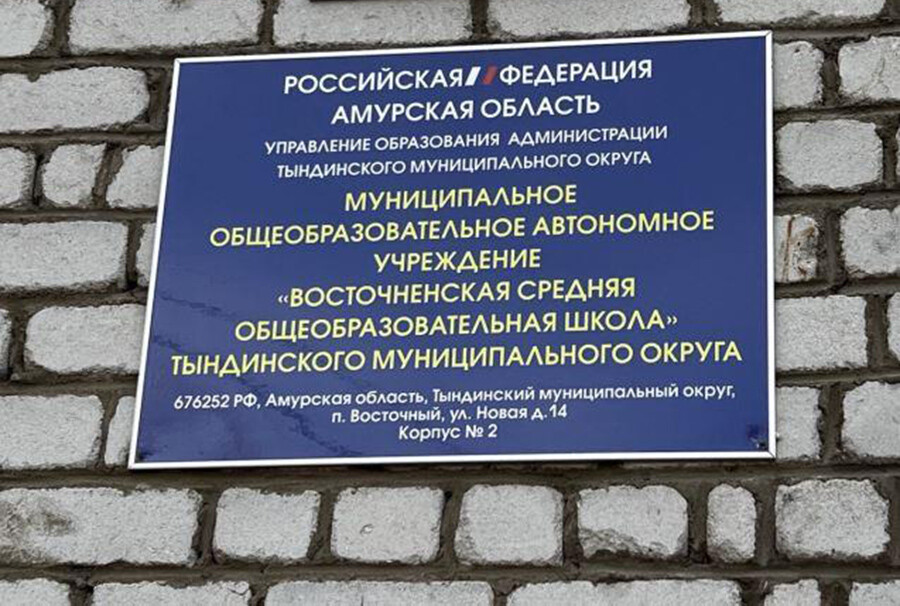 РОССИЙСКАЯ//ФЕДЕРАЦИЯ
АМУРСКАЯ ОБЛАСТЬ
УПРАВЛЕНИЕ ОБРАЗОВАНИЯ АДМИНИСТРАЦИИ
ТЫНДИНСКОГО МУНИЦИПАЛЬНОГО ОКРУГА
МУНИЦИПАЛЬНОЕ
ОБЩЕОБРАЗОВАТЕЛЬНОЕ АВТОНОМНОЕ
УЧРЕЖДЕНИЕ
«ВОСТОЧНЕНСКАЯ СРЕДНЯЯ
ОБЩЕОБРАЗОВАТЕЛЬНАЯ ШКОЛА»
ТЫНДИНСКОГО МУНИЦИПАЛЬНОГО ОКРУГА
676252 РФ, Амурская область, Тындинский муниципальный округ,
п. Восточный, ул. Новая д.14
Корпус № 2